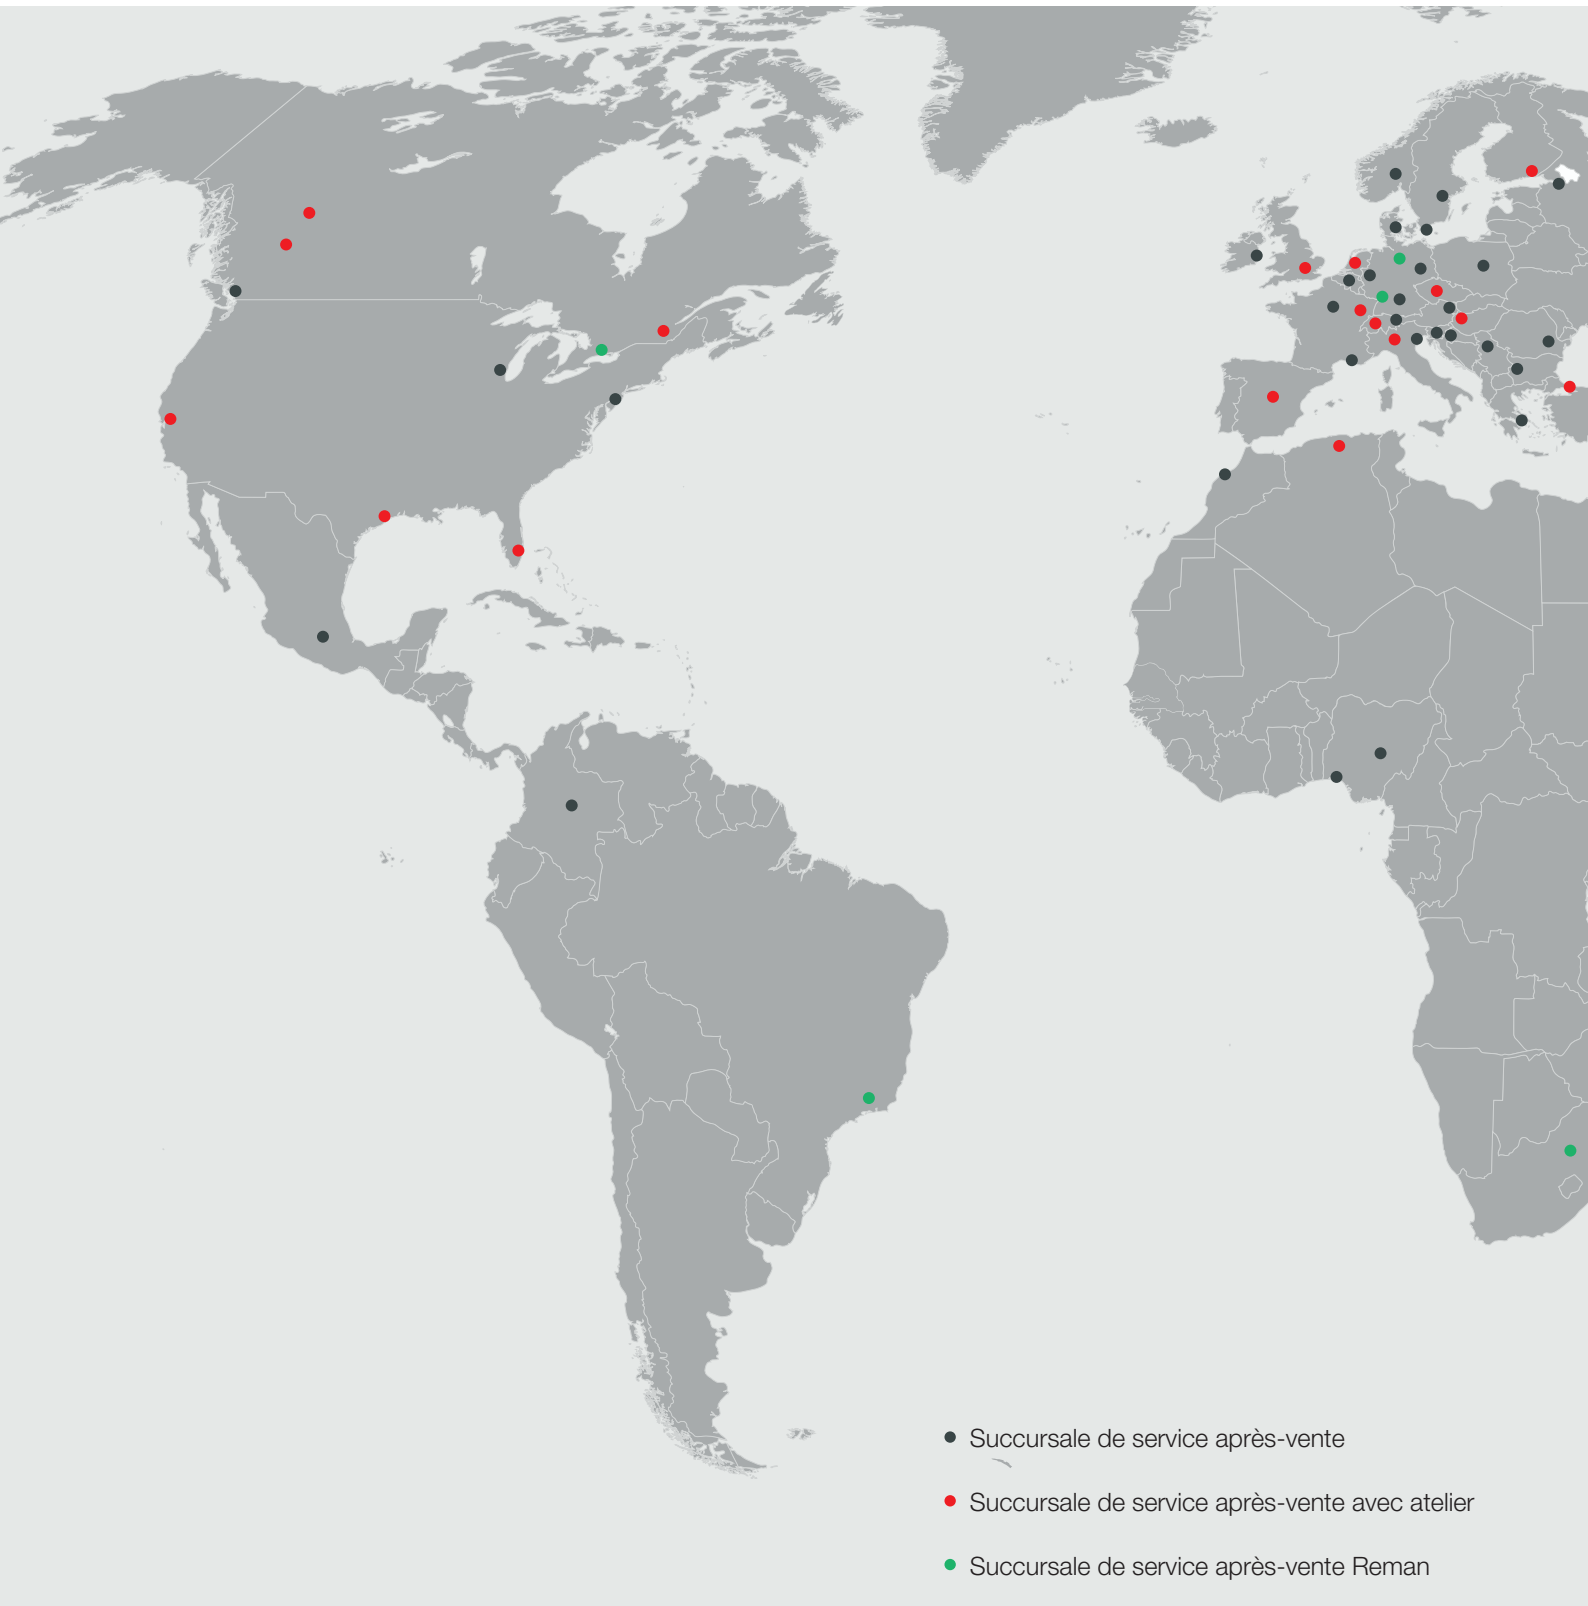 Succursale de service après-vente
Succursale de service après-vente avec atelier
Succursale de service après-vente Reman